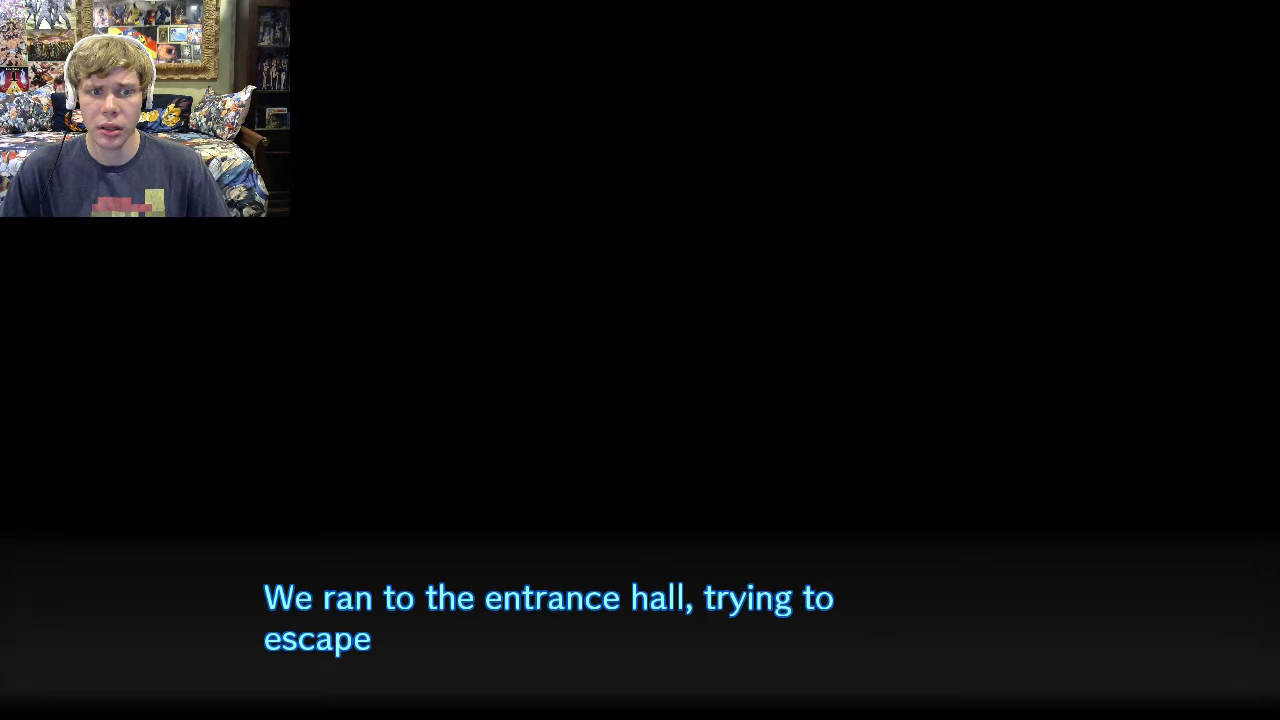 We ran to the entrance hall, trying to
escape